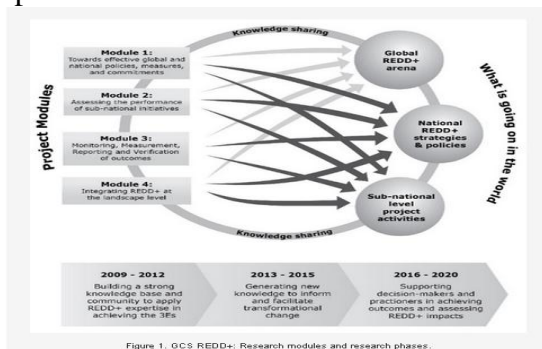 Knowledge sharing
Project Modules
Module 1:
Towards effective global and
national policies, measures,
and commitments
Module 2:
Assessing the performance
of sub-national initiatives
Module 3:
Monitoring, Measurement,
Reporting and Verification
of outcomes
Module 4:
Integrating REDD+ at
the landscape level
Global
REDD+
arena
National
REDD+
strategies
& policies
Sub-national
level
project
activities
What is going on in the world
Knowledge sharing
2009 - 2012
Building a strong
knowledge base and
community to apply
REDD+ expertise in
achieving the 3Es
2013 - 2015
Generating new
knowledge to inform
and facilitate
transformational
change
2016 - 2020
Supporting
decision-makers and
practioners in achieving
outcomes and assessing
REDD+ impacts
Figure 1. GCS REDD+: Research modules and research phases.